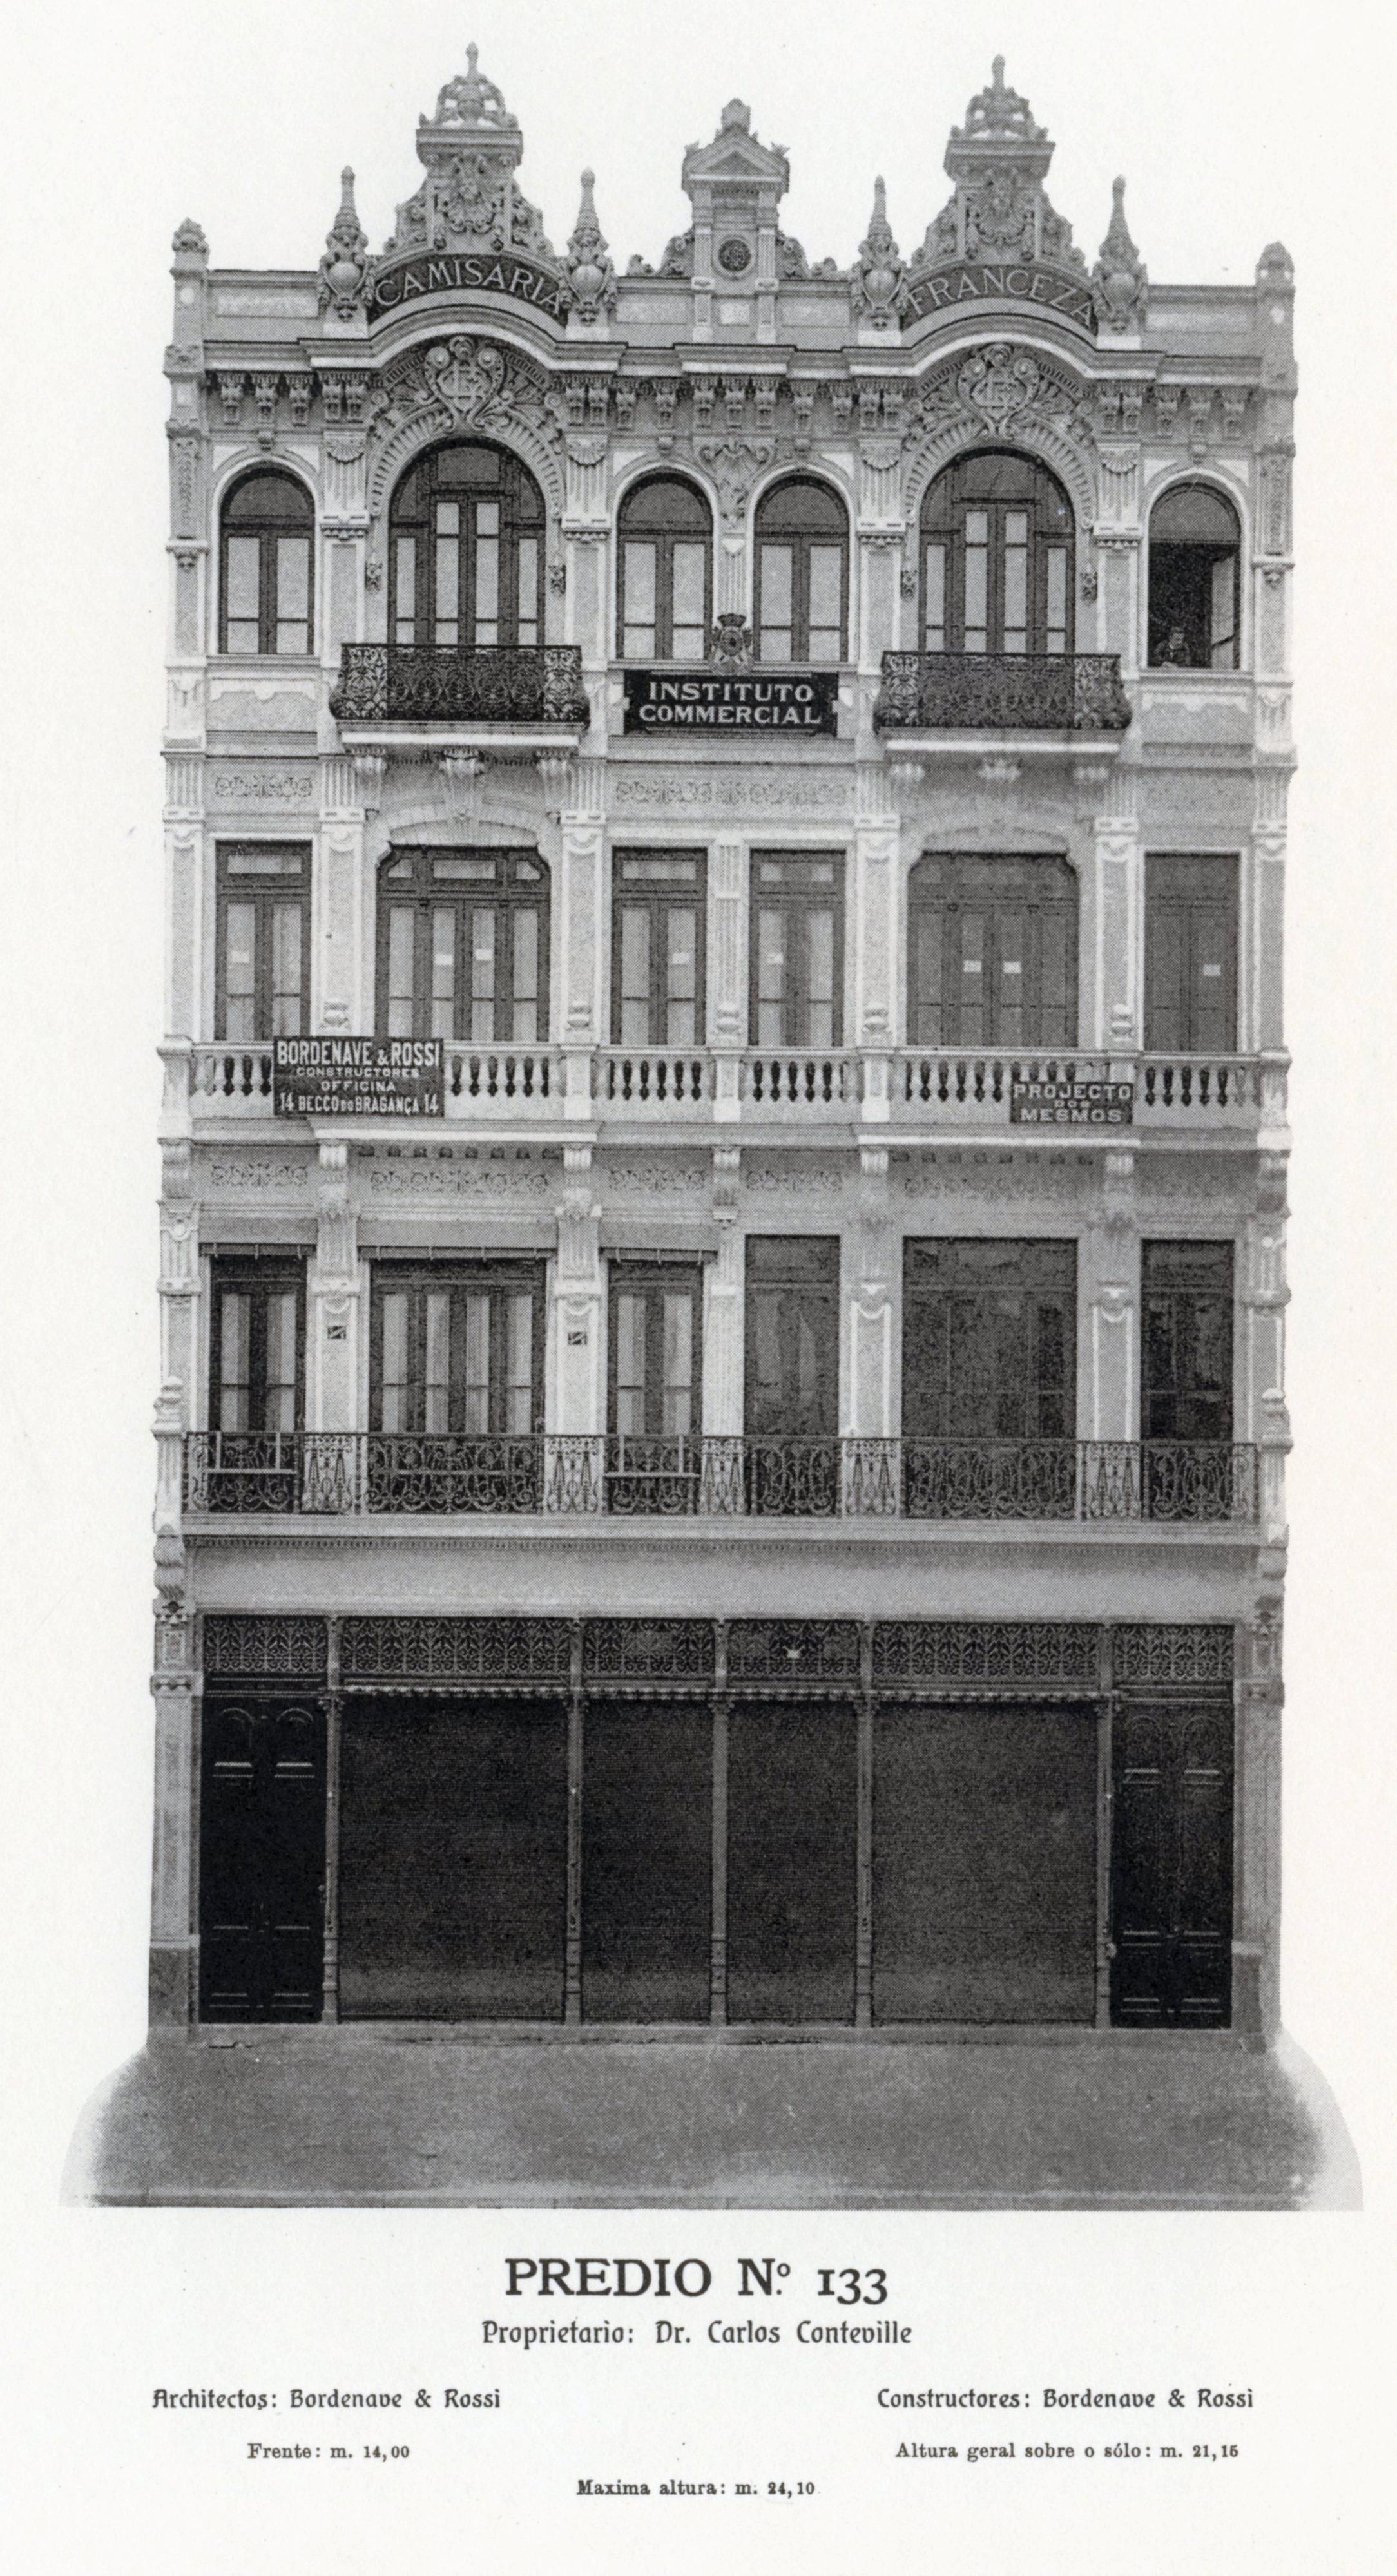 CAMISARIA
FRANCEZA
INSTITUTO
COMMERCIAL
BORDENAVE & ROSSI
CONSTRUCTORES
OFFICINA
14 BECCO DO BRAGANÇA 14
PROJECTO
DOS
MESMOS
PREDIO N.º 133
Proprietario: Dr. Carlos Conteville
Architectos: Bordenave & Rossi
Constructores: Bordenave & Rossi
Frente: m. 14,00
Altura geral sobre o sólo: m. 21,15
Maxima altura: m. 24,10